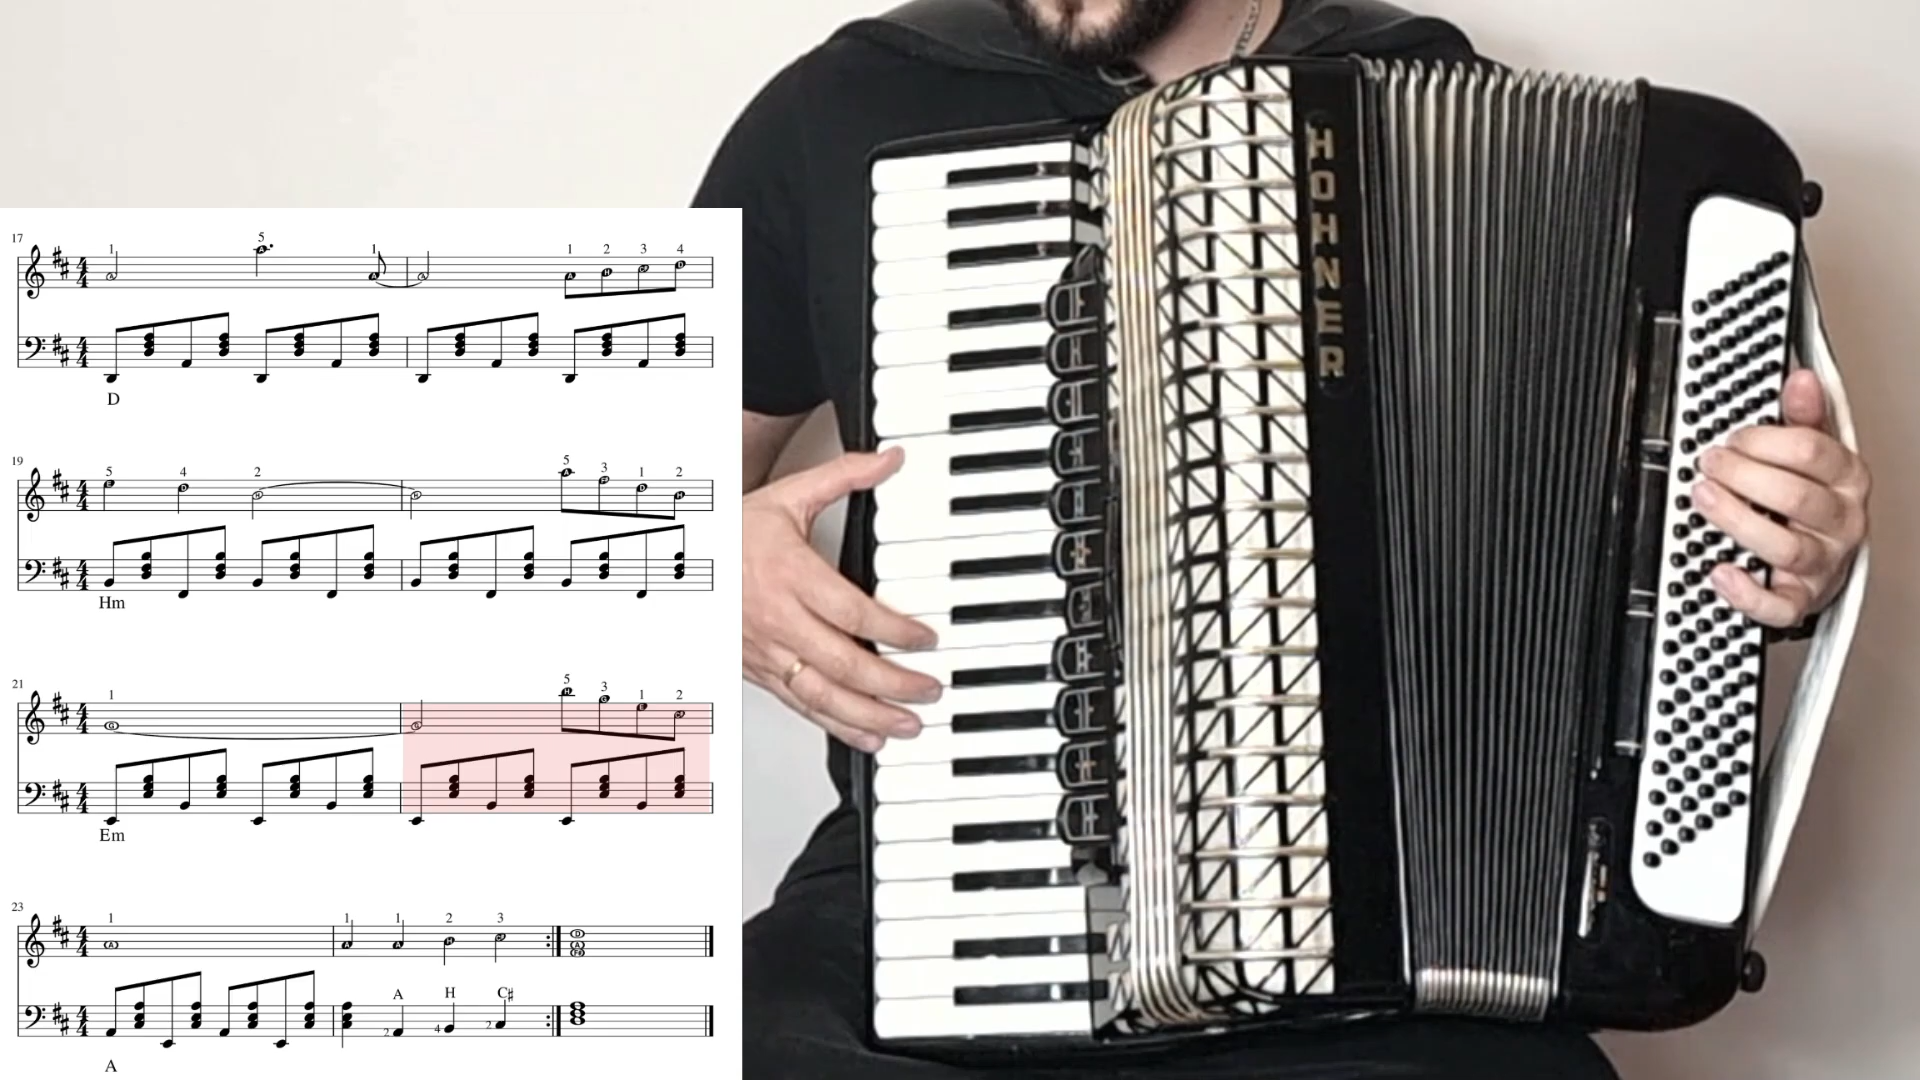 17
1 5 1 1 2 3 4
D
19
5 4 2 5 3 1 2
Hm
21
1 5 3 1 2
Em
23
1 1 1 2 3
A H C♯
2 4 2
A
HOHNER